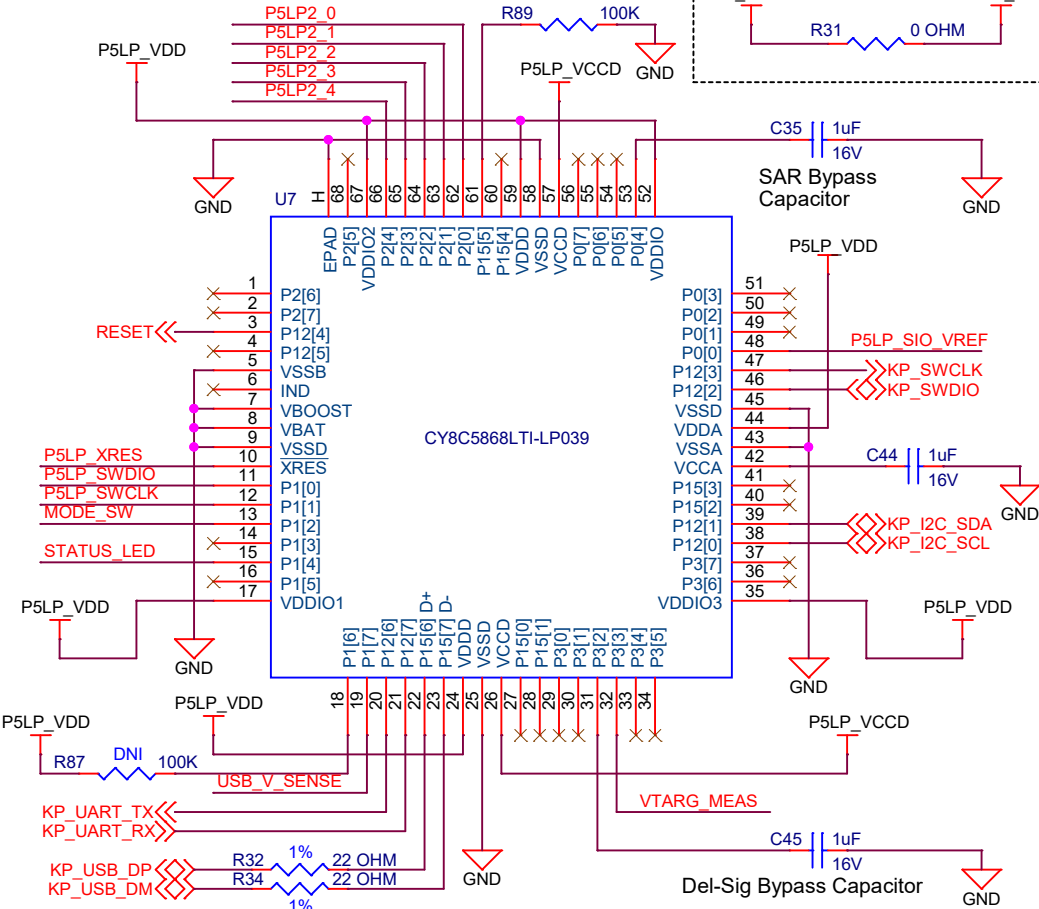 P5LP2_0
P5LP2_1
P5LP2_2
P5LP2_3
P5LP2_4
R89 100K
GND
R31 0 OHM
P5LP_VDD
P5LP_VCCD
C35 1uF
16V
SAR Bypass
Capacitor
GND
GND
U7
H 68 67 66 65 64 63 62 61 60 59 58 57 56 55 54 53 52
EPAD P2[5] VDDIO2 P2[4] P2[3] P2[2] P2[1] P2[0] P15[5] P15[4] VDDD VSSD VCCD P0[7] P0[6] P0[5] P0[4] VDDIO
P5LP_VDD
CY8C5868LTI-LP039
1 P2[6]
2 P2[7]
RESET 3 P12[4]
4 P12[5]
5 VSSB
6 IND
7 VBOOST
8 VBAT
9 VSSD
P5LP_XRES 10 XRES
P5LP_SWDIO 11 P1[0]
P5LP_SWCLK 12 P1[1]
MODE_SW 13 P1[2]
14 P1[3]
STATUS_LED 15 P1[4]
16 P1[5]
17 VDDIO1
P5LP_VDD
GND
P0[3] 51
P0[2] 50
P0[1] 49
P0[0] 48 P5LP_SIO_VREF
P12[3] 47 KP_SWCLK
P12[2] 46 KP_SWDIO
VSSD 45
VDDA 44
VSSA 43
VCCA 42 C44 1uF
16V
GND
P15[3] 41
P15[2] 40
P12[1] 39 KP_I2C_SDA
P12[0] 38 KP_I2C_SCL
P3[7] 37
P3[6] 36
VDDIO3 35
P5LP_VDD
GND
P1[6] P1[7] P12[6] P12[7] P15[6] D+ P15[7] D- VDDD VSSD VCCD P15[0] P15[1] P3[0] P3[1] P3[2] P3[3] P3[4] P3[5]
18 19 20 21 22 23 24 25 26 27 28 29 30 31 32 33 34
P5LP_VDD
P5LP_VDD
R87 DNI 100K
USB_V_SENSE
KP_UART_TX
KP_UART_RX
KP_USB_DP R32 1% 22 OHM
KP_USB_DM R34 22 OHM
1%
GND
P5LP_VCCD
VTARG_MEAS
C45 1uF
16V
Del-Sig Bypass Capacitor
GND